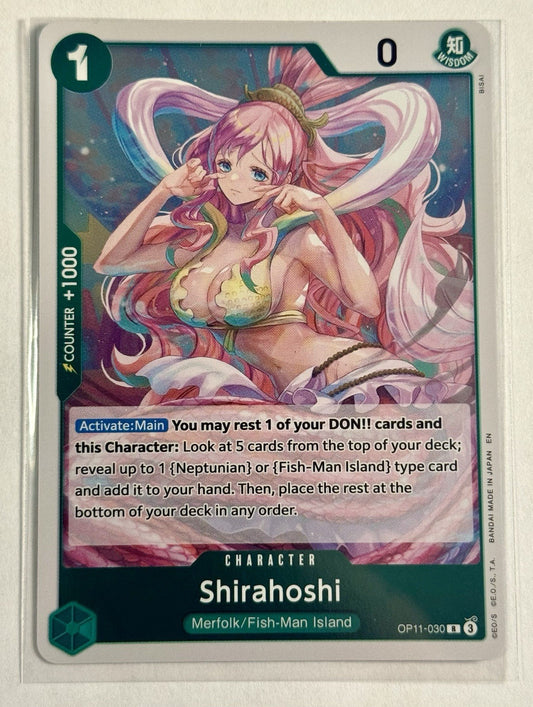 1
0
知
WISDOM
BISAI
COUNTER +1000
Activate:Main You may rest 1 of your DON!! cards and
this Character: Look at 5 cards from the top of your deck;
reveal up to 1 {Neptunian} or {Fish-Man Island} type card
and add it to your hand. Then, place the rest at the
bottom of your deck in any order.
CHARACTER
Shirahoshi
Merfolk/Fish-Man Island
OP11-030 R 3
©EO/S ©E.O./S., T.A. BANDAI MADE IN JAPAN EN